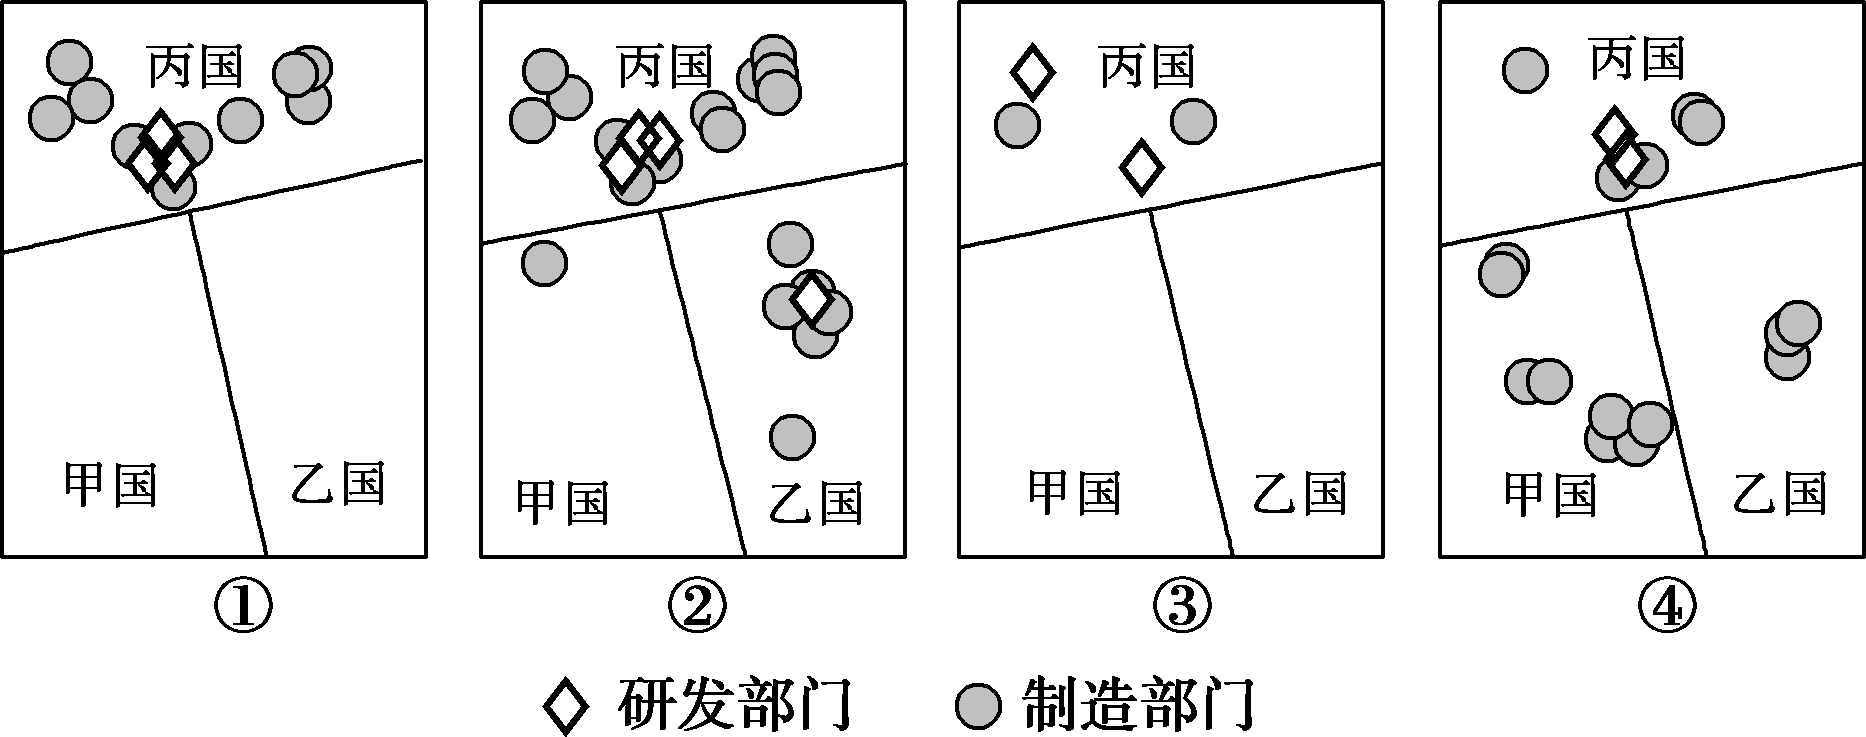 丙国 丙国 丙国 丙国
甲国 乙国 甲国 乙国 甲国 乙国 甲国 乙国
① ② ③ ④
研发部门 制造部门